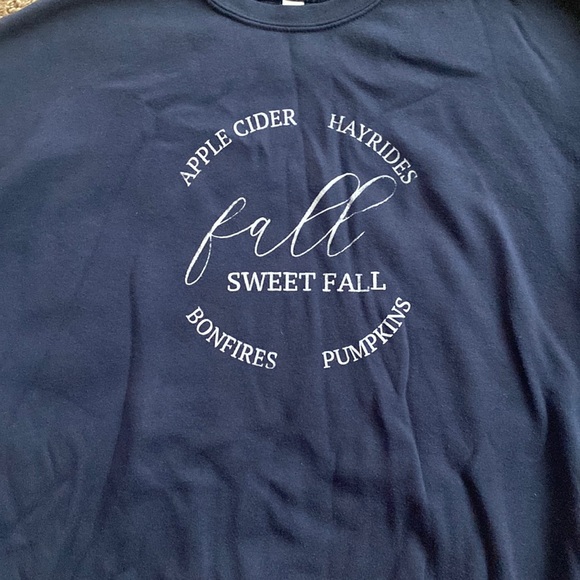 APPLE CIDER
HAYRIDES
fall
SWEET FALL
BONFIRES
PUMPKINS